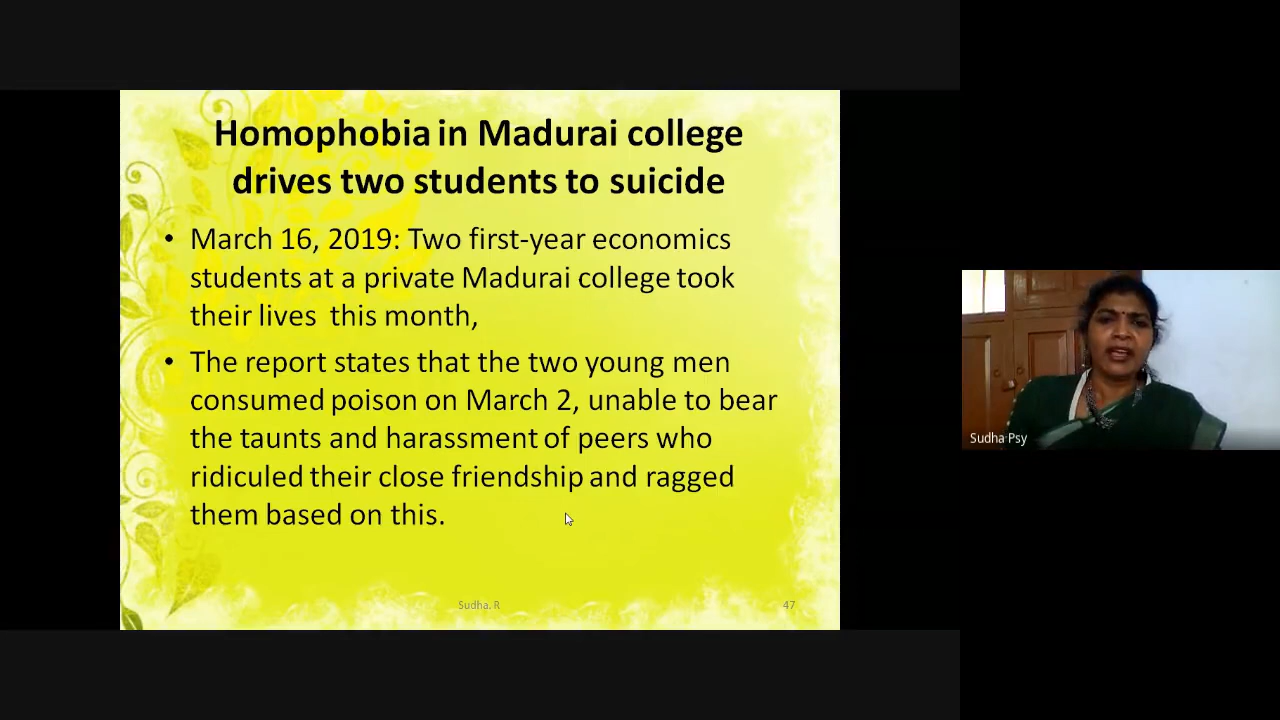 Homophobia in Madurai college
drives two students to suicide
• March 16, 2019: Two first-year economics
students at a private Madurai college took
their lives  this month,
• The report states that the two young men
consumed poison on March 2, unable to bear
the taunts and harassment of peers who
ridiculed their close friendship and ragged
them based on this.
Sudha. R
47
Sudha Psy